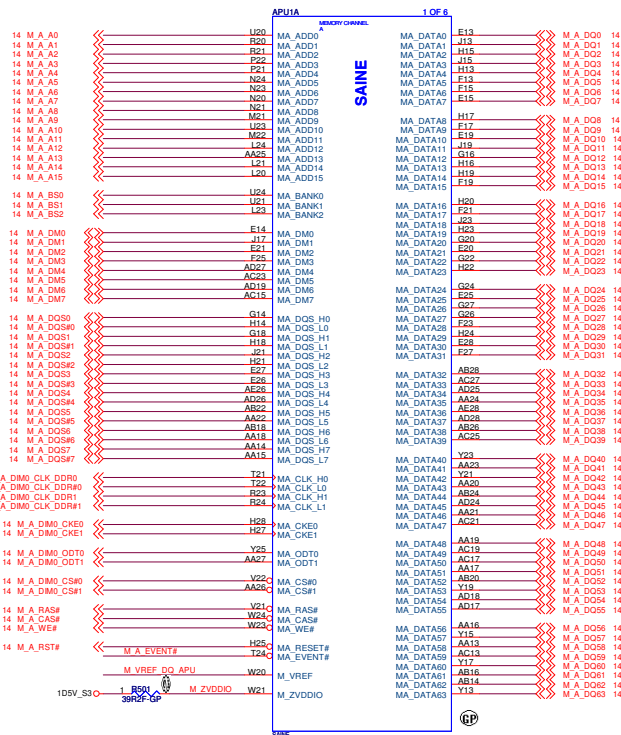 APU1A 1 OF 6
MEMORY CHANNEL
A
SAINE
14 M_A_A0 U20 MA_ADD0
14 M_A_A1 R20 MA_ADD1
14 M_A_A2 R21 MA_ADD2
14 M_A_A3 P22 MA_ADD3
14 M_A_A4 P21 MA_ADD4
14 M_A_A5 N24 MA_ADD5
14 M_A_A6 N23 MA_ADD6
14 M_A_A7 N20 MA_ADD7
14 M_A_A8 N21 MA_ADD8
14 M_A_A9 M21 MA_ADD9
14 M_A_A10 U23 MA_ADD10
14 M_A_A11 M22 MA_ADD11
14 M_A_A12 L24 MA_ADD12
14 M_A_A13 AA25 MA_ADD13
14 M_A_A14 L21 MA_ADD14
14 M_A_A15 L20 MA_ADD15
14 M_A_BS0 U24 MA_BANK0
14 M_A_BS1 U21 MA_BANK1
14 M_A_BS2 L23 MA_BANK2
14 M_A_DM0 E14 MA_DM0
14 M_A_DM1 J17 MA_DM1
14 M_A_DM2 E21 MA_DM2
14 M_A_DM3 F25 MA_DM3
14 M_A_DM4 AD27 MA_DM4
14 M_A_DM5 AC23 MA_DM5
14 M_A_DM6 AD19 MA_DM6
14 M_A_DM7 AC15 MA_DM7
14 M_A_DQS0 G14 MA_DQS_H0
14 M_A_DQS#0 H14 MA_DQS_L0
14 M_A_DQS1 G18 MA_DQS_H1
14 M_A_DQS#1 H18 MA_DQS_L1
14 M_A_DQS2 J21 MA_DQS_H2
14 M_A_DQS#2 H21 MA_DQS_L2
14 M_A_DQS3 E27 MA_DQS_H3
14 M_A_DQS#3 E26 MA_DQS_L3
14 M_A_DQS4 AE26 MA_DQS_H4
14 M_A_DQS#4 AD26 MA_DQS_L4
14 M_A_DQS5 AB22 MA_DQS_H5
14 M_A_DQS#5 AA22 MA_DQS_L5
14 M_A_DQS6 AB18 MA_DQS_H6
14 M_A_DQS#6 AA18 MA_DQS_L6
14 M_A_DQS7 AA14 MA_DQS_H7
14 M_A_DQS#7 AA15 MA_DQS_L7
A_DIM0_CLK_DDR0 T21 MA_CLK_H0
A_DIM0_CLK_DDR#0 T22 MA_CLK_L0
A_DIM0_CLK_DDR1 R23 MA_CLK_H1
A_DIM0_CLK_DDR#1 R24 MA_CLK_L1
14 M_A_DIM0_CKE0 H28 MA_CKE0
14 M_A_DIM0_CKE1 H27 MA_CKE1
14 M_A_DIM0_ODT0 Y25 MA_ODT0
14 M_A_DIM0_ODT1 AA27 MA_ODT1
14 M_A_DIM0_CS#0 V22 MA_CS#0
14 M_A_DIM0_CS#1 AA26 MA_CS#1
14 M_A_RAS# V21 MA_RAS#
14 M_A_CAS# W24 MA_CAS#
14 M_A_WE# W23 MA_WE#
14 M_A_RST# H25 MA_RESET#
M_A_EVENT# T24 MA_EVENT#
M_VREF_DQ_APU W20 M_VREF
1D5V_S3 1 R501 M_ZVDDIO W21 M_ZVDDIO
39R2F-GP
MA_DATA0 E13 M_A_DQ0 14
MA_DATA1 J13 M_A_DQ1 14
MA_DATA2 H15 M_A_DQ2 14
MA_DATA3 J15 M_A_DQ3 14
MA_DATA4 H13 M_A_DQ4 14
MA_DATA5 F13 M_A_DQ5 14
MA_DATA6 F15 M_A_DQ6 14
MA_DATA7 E15 M_A_DQ7 14
MA_DATA8 H17 M_A_DQ8 14
MA_DATA9 F17 M_A_DQ9 14
MA_DATA10 E19 M_A_DQ10 14
MA_DATA11 J19 M_A_DQ11 14
MA_DATA12 G16 M_A_DQ12 14
MA_DATA13 H16 M_A_DQ13 14
MA_DATA14 H19 M_A_DQ14 14
MA_DATA15 F19 M_A_DQ15 14
MA_DATA16 H20 M_A_DQ16 14
MA_DATA17 F21 M_A_DQ17 14
MA_DATA18 J23 M_A_DQ18 14
MA_DATA19 H23 M_A_DQ19 14
MA_DATA20 G20 M_A_DQ20 14
MA_DATA21 E20 M_A_DQ21 14
MA_DATA22 G22 M_A_DQ22 14
MA_DATA23 H22 M_A_DQ23 14
MA_DATA24 G24 M_A_DQ24 14
MA_DATA25 E25 M_A_DQ25 14
MA_DATA26 G27 M_A_DQ26 14
MA_DATA27 G26 M_A_DQ27 14
MA_DATA28 F23 M_A_DQ28 14
MA_DATA29 H24 M_A_DQ29 14
MA_DATA30 E28 M_A_DQ30 14
MA_DATA31 F27 M_A_DQ31 14
MA_DATA32 AB28 M_A_DQ32 14
MA_DATA33 AC27 M_A_DQ33 14
MA_DATA34 AD25 M_A_DQ34 14
MA_DATA35 AA24 M_A_DQ35 14
MA_DATA36 AE28 M_A_DQ36 14
MA_DATA37 AD28 M_A_DQ37 14
MA_DATA38 AB26 M_A_DQ38 14
MA_DATA39 AC25 M_A_DQ39 14
MA_DATA40 Y23 M_A_DQ40 14
MA_DATA41 AA23 M_A_DQ41 14
MA_DATA42 Y21 M_A_DQ42 14
MA_DATA43 AA20 M_A_DQ43 14
MA_DATA44 AB24 M_A_DQ44 14
MA_DATA45 AD24 M_A_DQ45 14
MA_DATA46 AA21 M_A_DQ46 14
MA_DATA47 AC21 M_A_DQ47 14
MA_DATA48 AA19 M_A_DQ48 14
MA_DATA49 AC19 M_A_DQ49 14
MA_DATA50 AC17 M_A_DQ50 14
MA_DATA51 AA17 M_A_DQ51 14
MA_DATA52 AB20 M_A_DQ52 14
MA_DATA53 Y19 M_A_DQ53 14
MA_DATA54 AD18 M_A_DQ54 14
MA_DATA55 AD17 M_A_DQ55 14
MA_DATA56 AA16 M_A_DQ56 14
MA_DATA57 Y15 M_A_DQ57 14
MA_DATA58 AA13 M_A_DQ58 14
MA_DATA59 AC13 M_A_DQ59 14
MA_DATA60 Y17 M_A_DQ60 14
MA_DATA61 AB16 M_A_DQ61 14
MA_DATA62 AB14 M_A_DQ62 14
MA_DATA63 Y13 M_A_DQ63 14
GP
SAINE